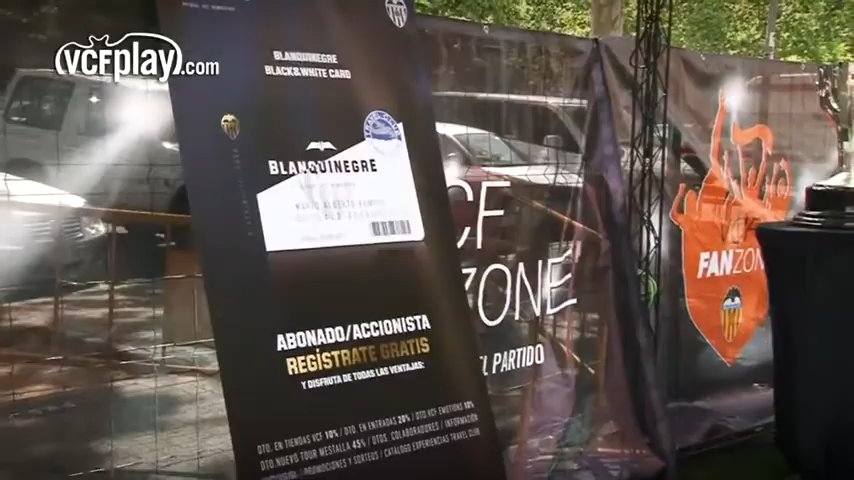 VCFplay.com
BLANQUINEGRE
BLACK&WHITE CARD
BLANQUINEGRE
ABONADO/ACCIONISTA
REGÍSTRATE GRATIS
Y DISFRUTA DE TODAS LAS VENTAJAS:
DTO. EN TIENDAS VCF 10% / DTO. EN ENTRADAS 20% / DTO. VCF EMOTIONS 10%
DTO. NUEVO TOUR MESTALLA 45% / DTOS. COLABORADORES / INFORMACIÓN
/ PROMOCIONES Y SORTEOS / CATÁLOGO EXPERIENCIAS TRAVEL CLUB
CF
ZONE
L PARTIDO
FANZONE